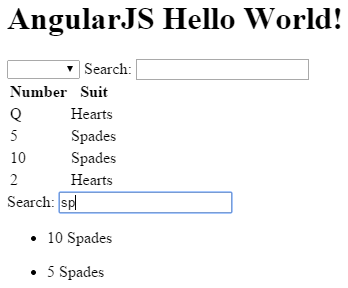 AngularJS Hello World!
Search:
Number Suit
Q Hearts
5 Spades
10 Spades
2 Hearts
Search: sp
10 Spades
5 Spades